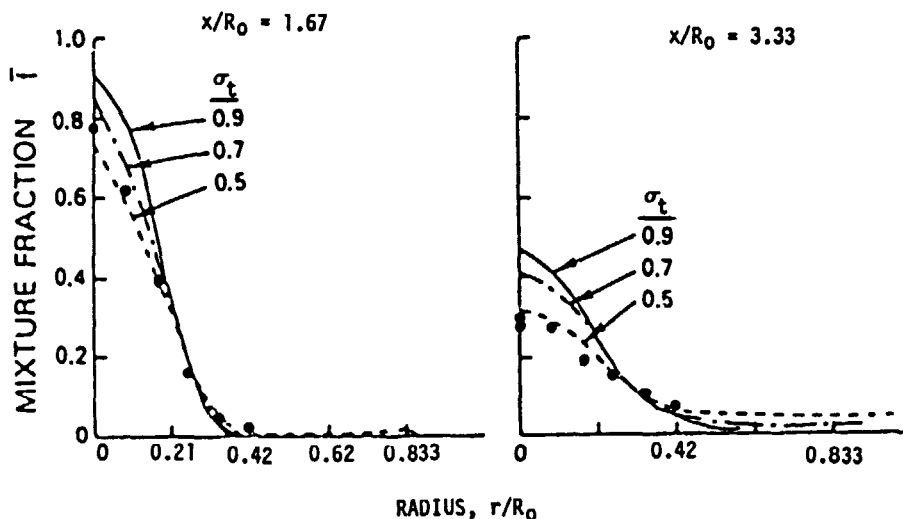 x/R₀ = 1.67
x/R₀ = 3.33
MIXTURE FRACTION f̅
1.0
0.8
0.6
0.4
0.2
0
σₜ
0.9
0.7
0.5
σₜ
0.9
0.7
0.5
0 0.21 0.42 0.62 0.833
0 0.42 0.833
RADIUS, r/R₀